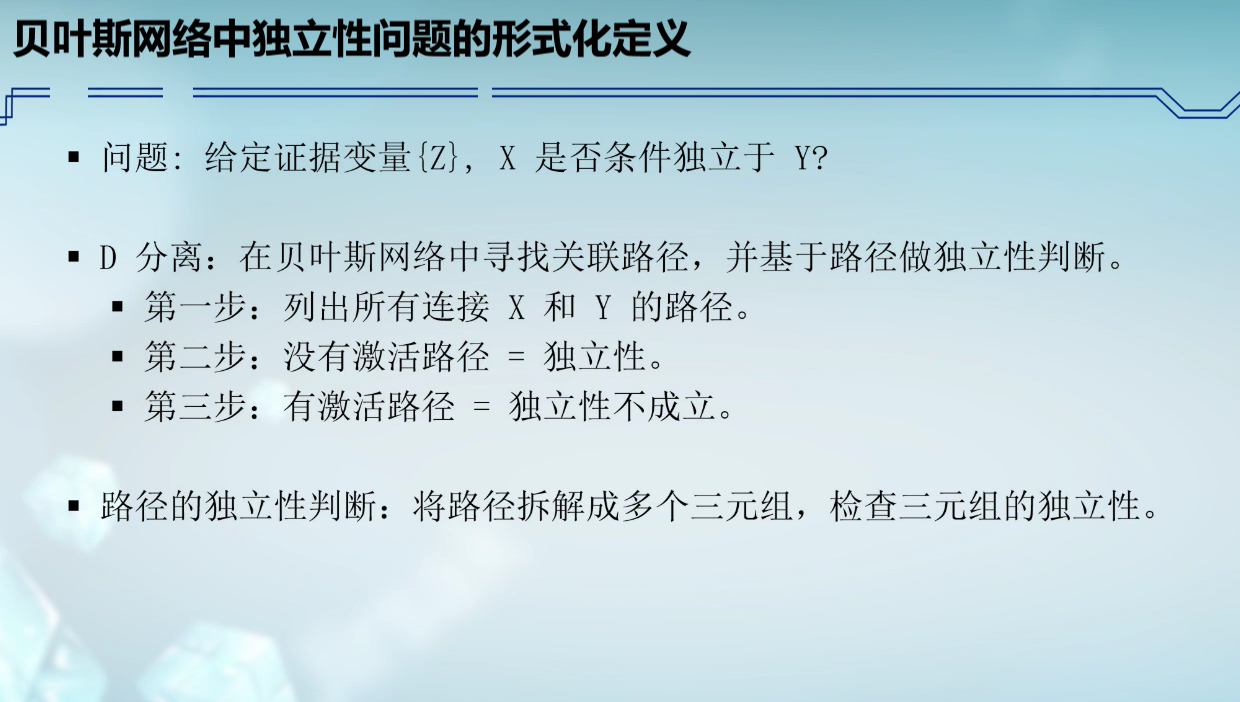 贝叶斯网络中独立性问题的形式化定义
▪ 问题: 给定证据变量{Z}, X 是否条件独立于 Y?
▪ D 分离：在贝叶斯网络中寻找关联路径，并基于路径做独立性判断。
▪ 第一步：列出所有连接 X 和 Y 的路径。
▪ 第二步：没有激活路径 = 独立性。
▪ 第三步：有激活路径 = 独立性不成立。
▪ 路径的独立性判断：将路径拆解成多个三元组，检查三元组的独立性。